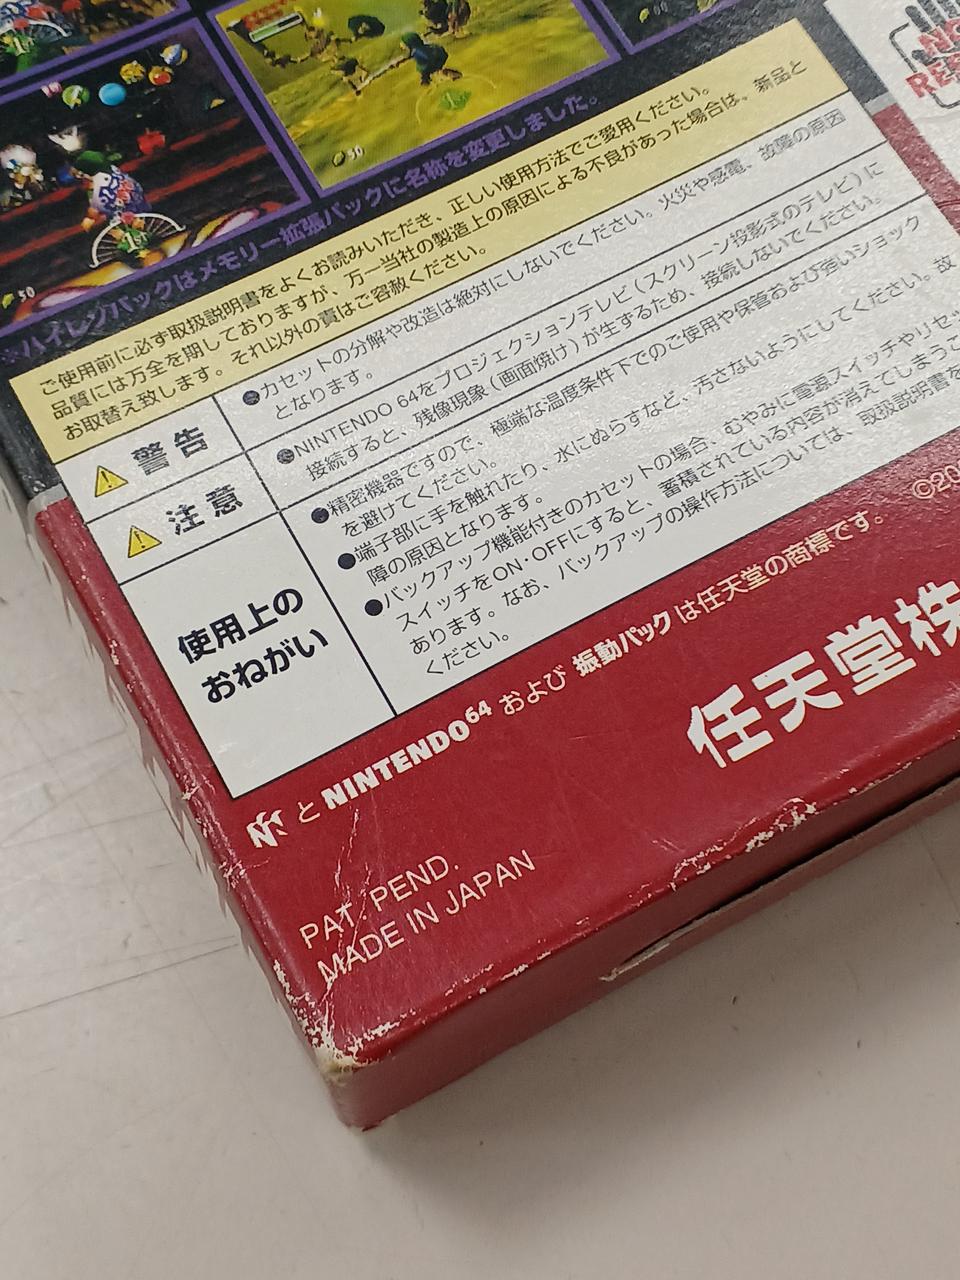 50
50
ハイレゾパックはメモリー拡張パックに名称を変更しました。
ご使用前に必ず取扱説明書をよくお読みいただき、正しい使用方法でご愛用ください。
品質には万全を期しておりますが、万一当社の製造上の原因による不良があった場合は、新品と
お取替え致します。それ以外の責はご容赦ください。
警告
●カセットの分解や改造は絶対にしないでください。火災や感電、故障の原因
となります。
注意
●NINTENDO 64をプロジェクションテレビ(スクリーン投影式のテレビ)に
接続すると、残像現象(画面焼け)が生ずるため、接続しないでください。
使用上の
おねがい
●精密機器ですので、極端な温度条件下でのご使用や保管および強いショック
を避けてください。
●端子部に手を触れたり、水にぬらすなど、汚さないようにしてください。故
障の原因となります。
●バックアップ機能付きのカセットの場合、むやみに電源スイッチやリセッ
スイッチをON・OFFにすると、蓄積されている内容が消えてしまうこ
あります。なお、バックアップの操作方法については、取扱説明書を
ください。
©20
N と NINTENDO64 および 振動パック は任天堂の商標です。
任天堂株
PAT. PEND.
MADE IN JAPAN